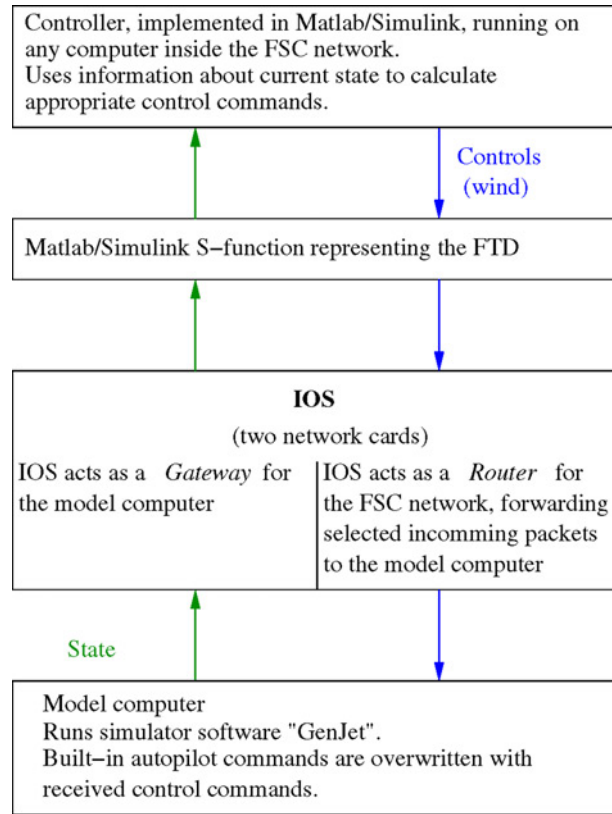 Controller, implemented in Matlab/Simulink, running on
any computer inside the FSC network.
Uses information about current state to calculate
appropriate control commands.
Controls
(wind)
Matlab/Simulink S−function representing the FTD
IOS
(two network cards)
IOS acts as a Gateway for
the model computer
IOS acts as a Router for
the FSC network, forwarding
selected incomming packets
to the model computer
State
Model computer
Runs simulator software "GenJet".
Built−in autopilot commands are overwritten with
received control commands.